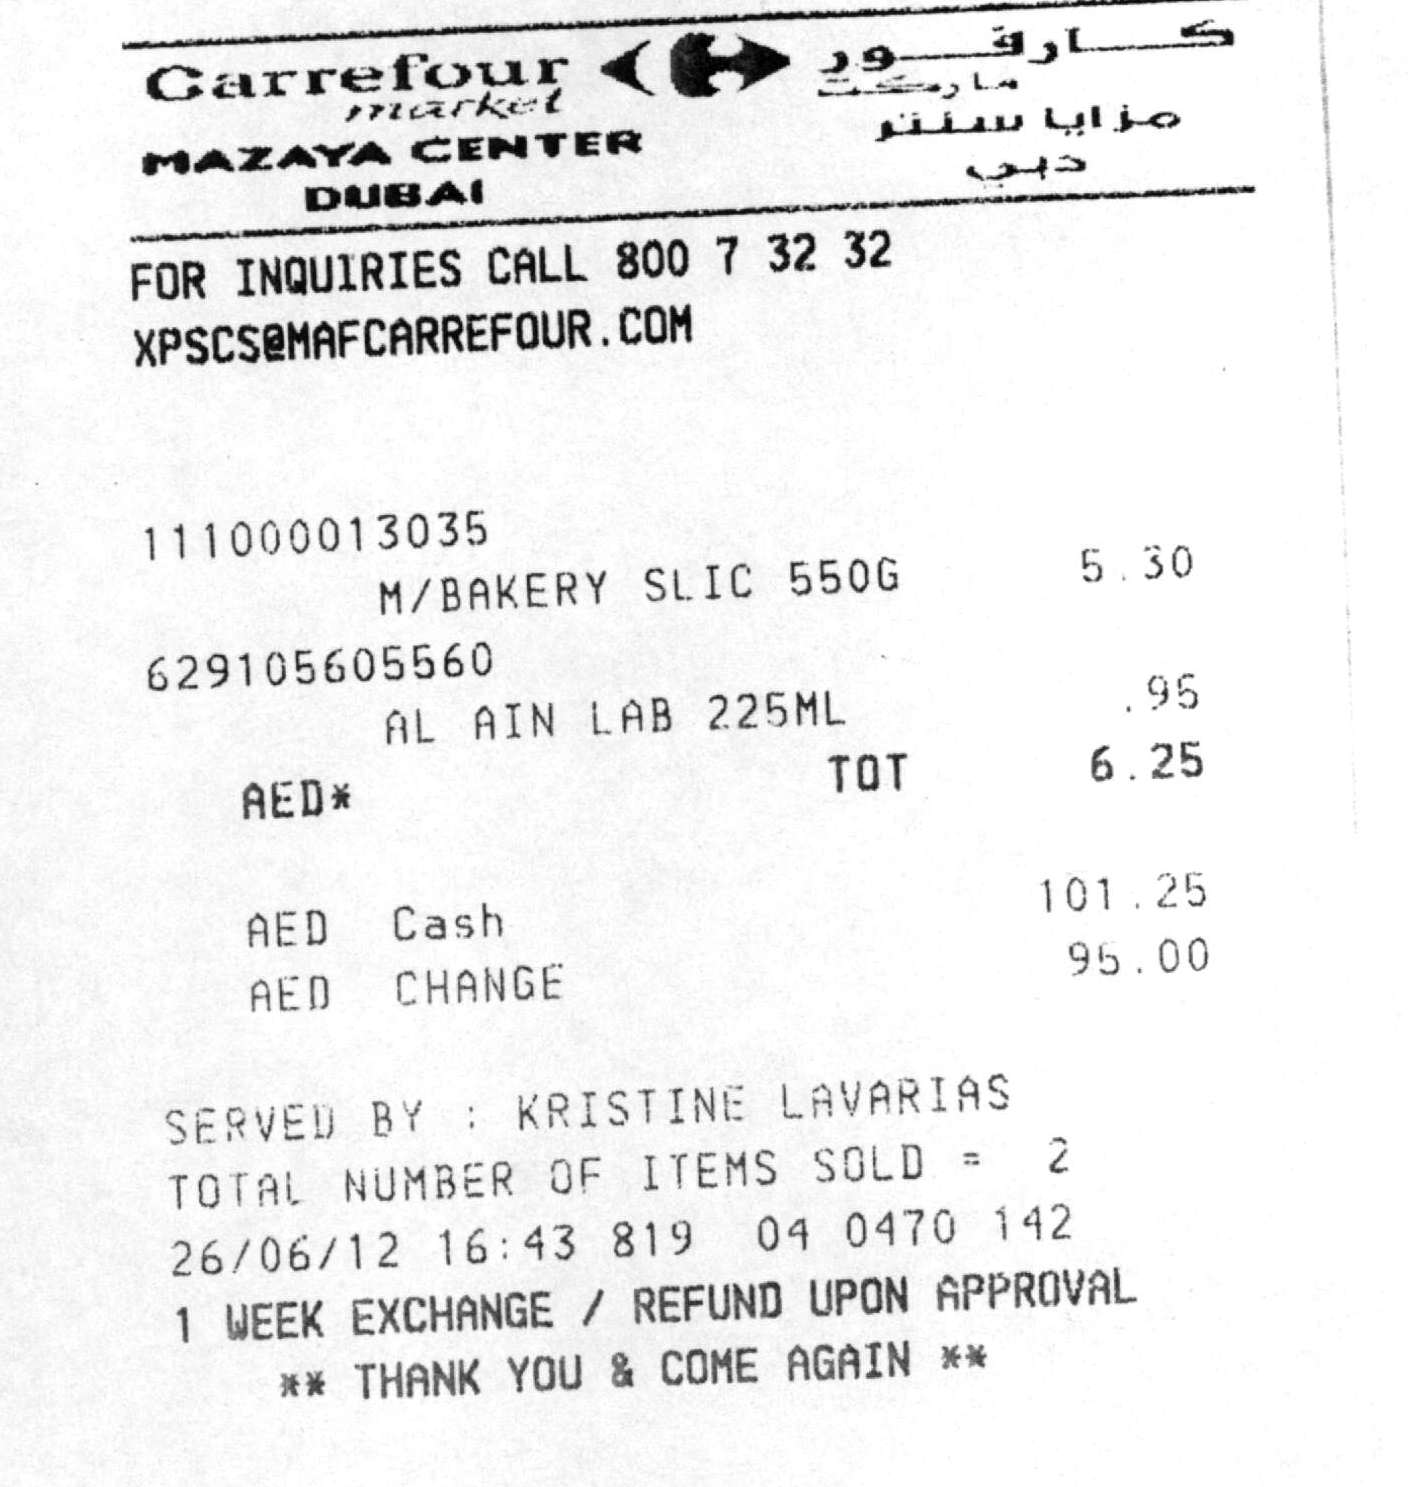 Carrefour
market
MAZAYA CENTER
DUBAI
كارفور
ماركت
مزايا سنتر
دبي
FOR INQUIRIES CALL 800 7 32 32
XPSCS@MAFCARREFOUR.COM
111000013035
M/BAKERY SLIC 550G 5.30
629105605560
AL AIN LAB 225ML .95
AED* TOT 6.25
AED Cash 101.25
AED CHANGE 95.00
SERVED BY : KRISTINE LAVARIAS
TOTAL NUMBER OF ITEMS SOLD = 2
26/06/12 16:43 819 04 0470 142
1 WEEK EXCHANGE / REFUND UPON APPROVAL
** THANK YOU & COME AGAIN **